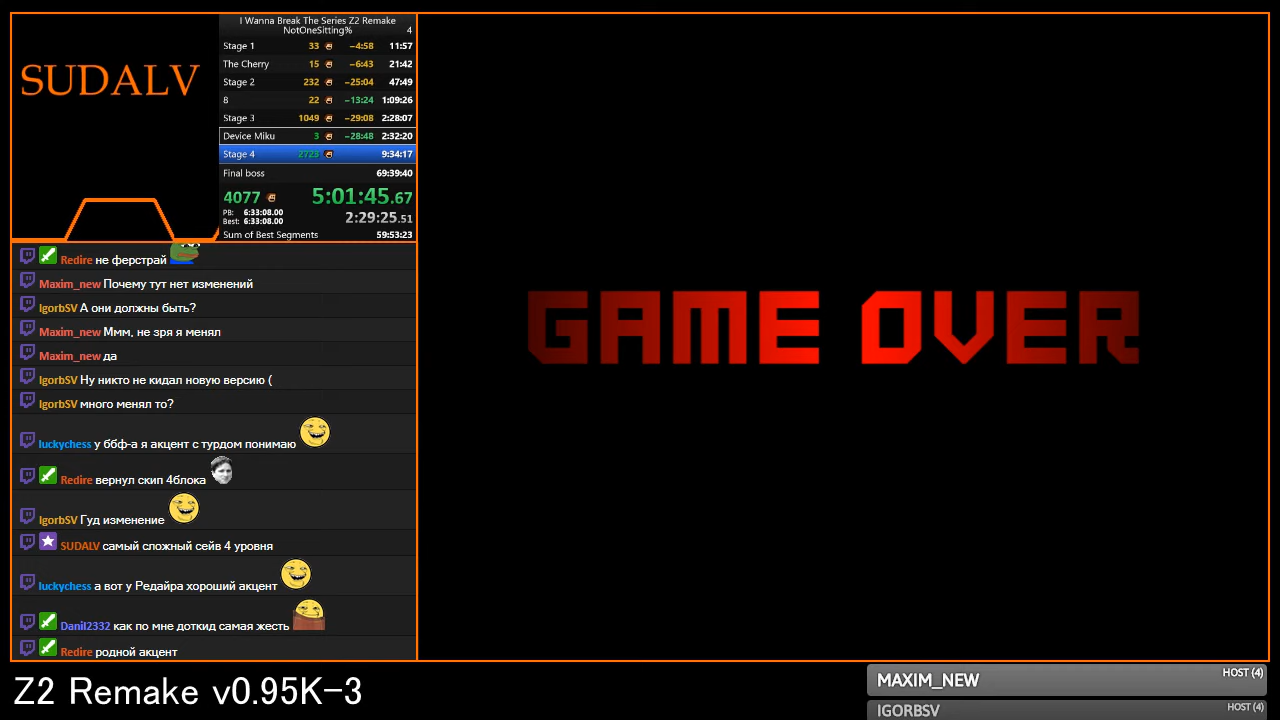 SUDALV
I Wanna Break The Series Z2 Remake
NotOneSitting% 4
Stage 1 33 −4:58 11:57
The Cherry 15 −6:43 21:42
Stage 2 232 −25:04 47:49
8 22 −13:24 1:09:26
Stage 3 1049 −29:08 2:28:07
Device Miku 3 −28:48 2:32:20
Stage 4 2723 9:34:17
Final boss 69:39:40
4077 5:01:45.67
PB: 6:33:08.00
Best: 6:33:08.00
2:29:25.51
Sum of Best Segments 59:53:23
Redire не ферстрай
Maxim_new Почему тут нет изменений
IgorbSV А они должны быть?
Maxim_new Ммм, не зря я менял
Maxim_new да
IgorbSV Ну никто не кидал новую версию (
IgorbSV много менял то?
luckychess у ббф-а я акцент с турдом понимаю
Redire вернул скип 4блока
IgorbSV Гуд изменение
SUDALV самый сложный сейв 4 уровня
luckychess а вот у Редайра хороший акцент
Danil2332 как по мне доткид самая жесть
Redire родной акцент
GAME OVER
Z2 Remake v0.95K-3
MAXIM_NEW HOST (4)
IGORBSV HOST (4)